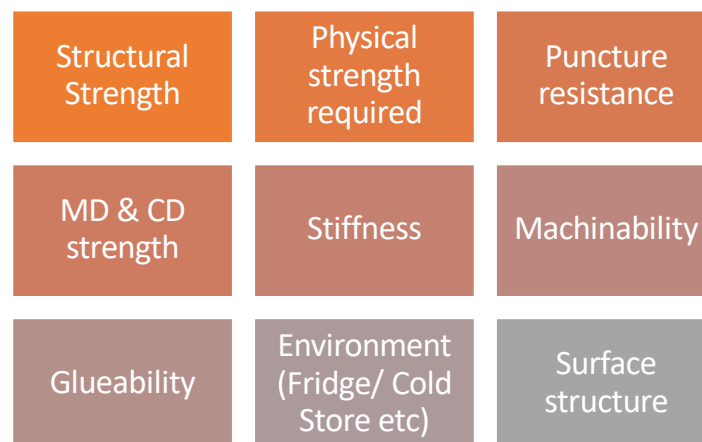 Structural
Strength
Physical
strength
required
Puncture
resistance
MD & CD
strength
Stiffness
Machinability
Glueability
Environment
(Fridge/ Cold
Store etc)
Surface
structure